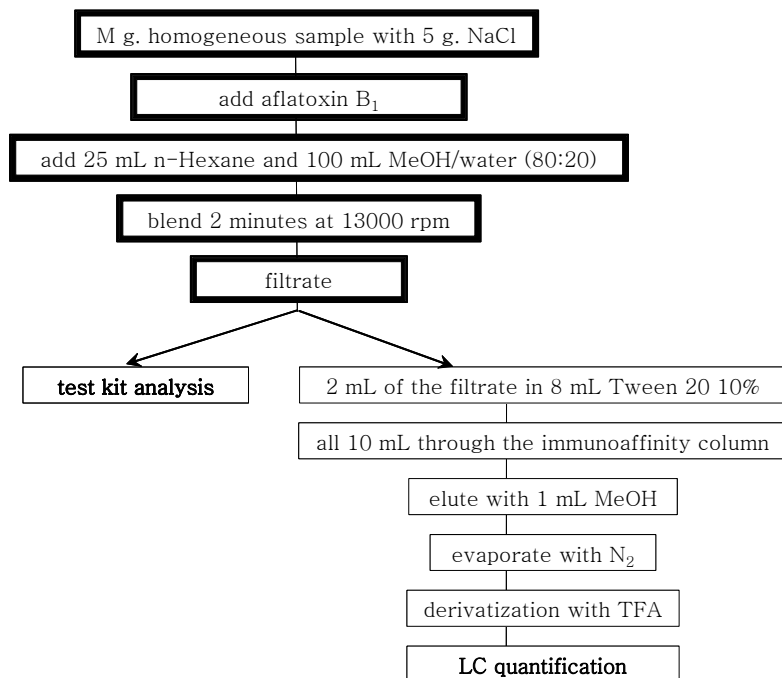 M g. homogeneous sample with 5 g. NaCl
add aflatoxin B₁
add 25 mL n-Hexane and 100 mL MeOH/water (80:20)
blend 2 minutes at 13000 rpm
filtrate
test kit analysis
2 mL of the filtrate in 8 mL Tween 20 10%
all 10 mL through the immunoaffinity column
elute with 1 mL MeOH
evaporate with N₂
derivatization with TFA
LC quantification